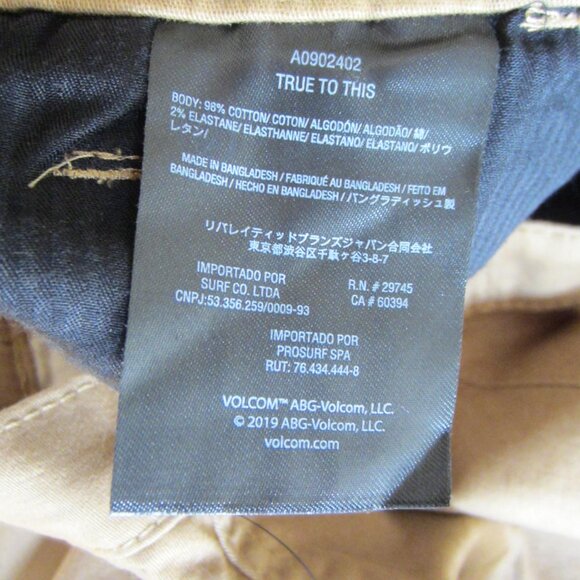 A0902402
TRUE TO THIS
BODY: 98% COTTON/ COTON/ ALGODÓN/ ALGODÃO/ 綿/
2% ELASTANE/ ELASTHANNE/ ELASTANO/ ELASTANO/ ポリウ
レタン/
MADE IN BANGLADESH / FABRIQUÉ AU BANGLADESH / FEITO EM
BANGLADESH / HECHO EN BANGLADESH / バングラディッシュ製
リバレイティッドブランズジャパン合同会社
東京都渋谷区千駄ヶ谷3-8-7
IMPORTADO POR
SURF CO. LTDA
CNPJ:53.356.259/0009-93
R.N. # 29745
CA # 60394
IMPORTADO POR
PROSURF SPA
RUT: 76.434.444-8
VOLCOM™ ABG-Volcom, LLC.
© 2019 ABG-Volcom, LLC.
volcom.com